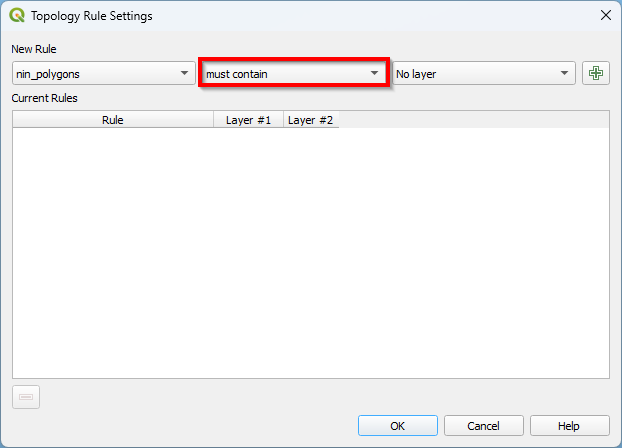 Topology Rule Settings
New Rule
nin_polygons must contain No layer
Current Rules
Rule Layer #1 Layer #2
OK Cancel Help